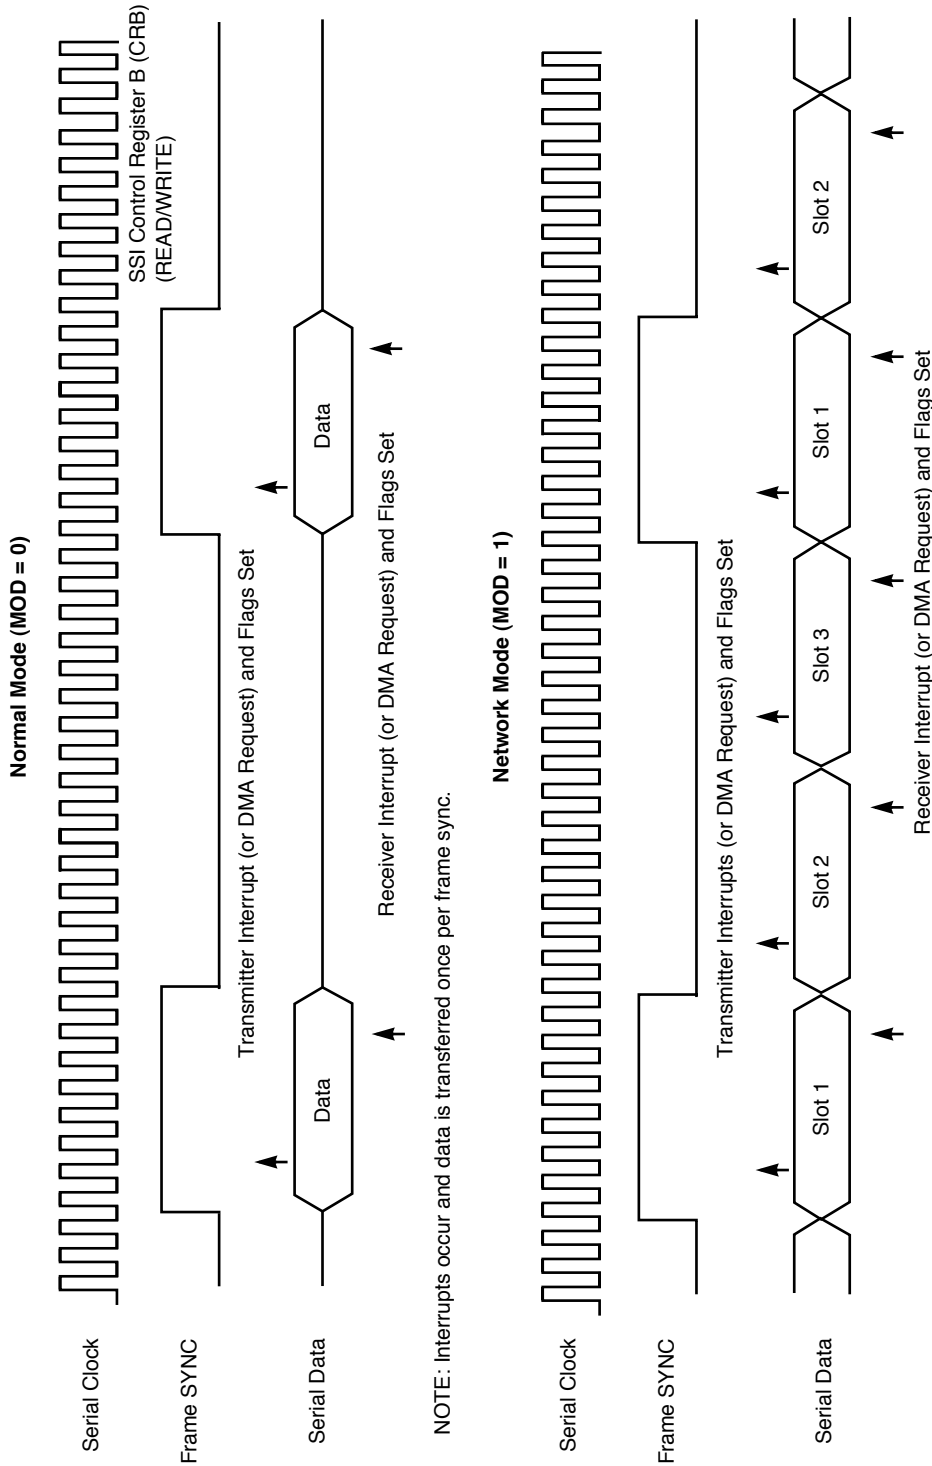 Normal Mode (MOD = 0)
Serial Clock
SSI Control Register B (CRB)
(READ/WRITE)
Frame SYNC
Transmitter Interrupt (or DMA Request) and Flags Set
Serial Data
Data
Data
Receiver Interrupt (or DMA Request) and Flags Set
NOTE: Interrupts occur and data is transferred once per frame sync.
Network Mode (MOD = 1)
Serial Clock
Frame SYNC
Transmitter Interrupts (or DMA Request) and Flags Set
Serial Data
Slot 1
Slot 2
Slot 3
Slot 1
Slot 2
Receiver Interrupt (or DMA Request) and Flags Set